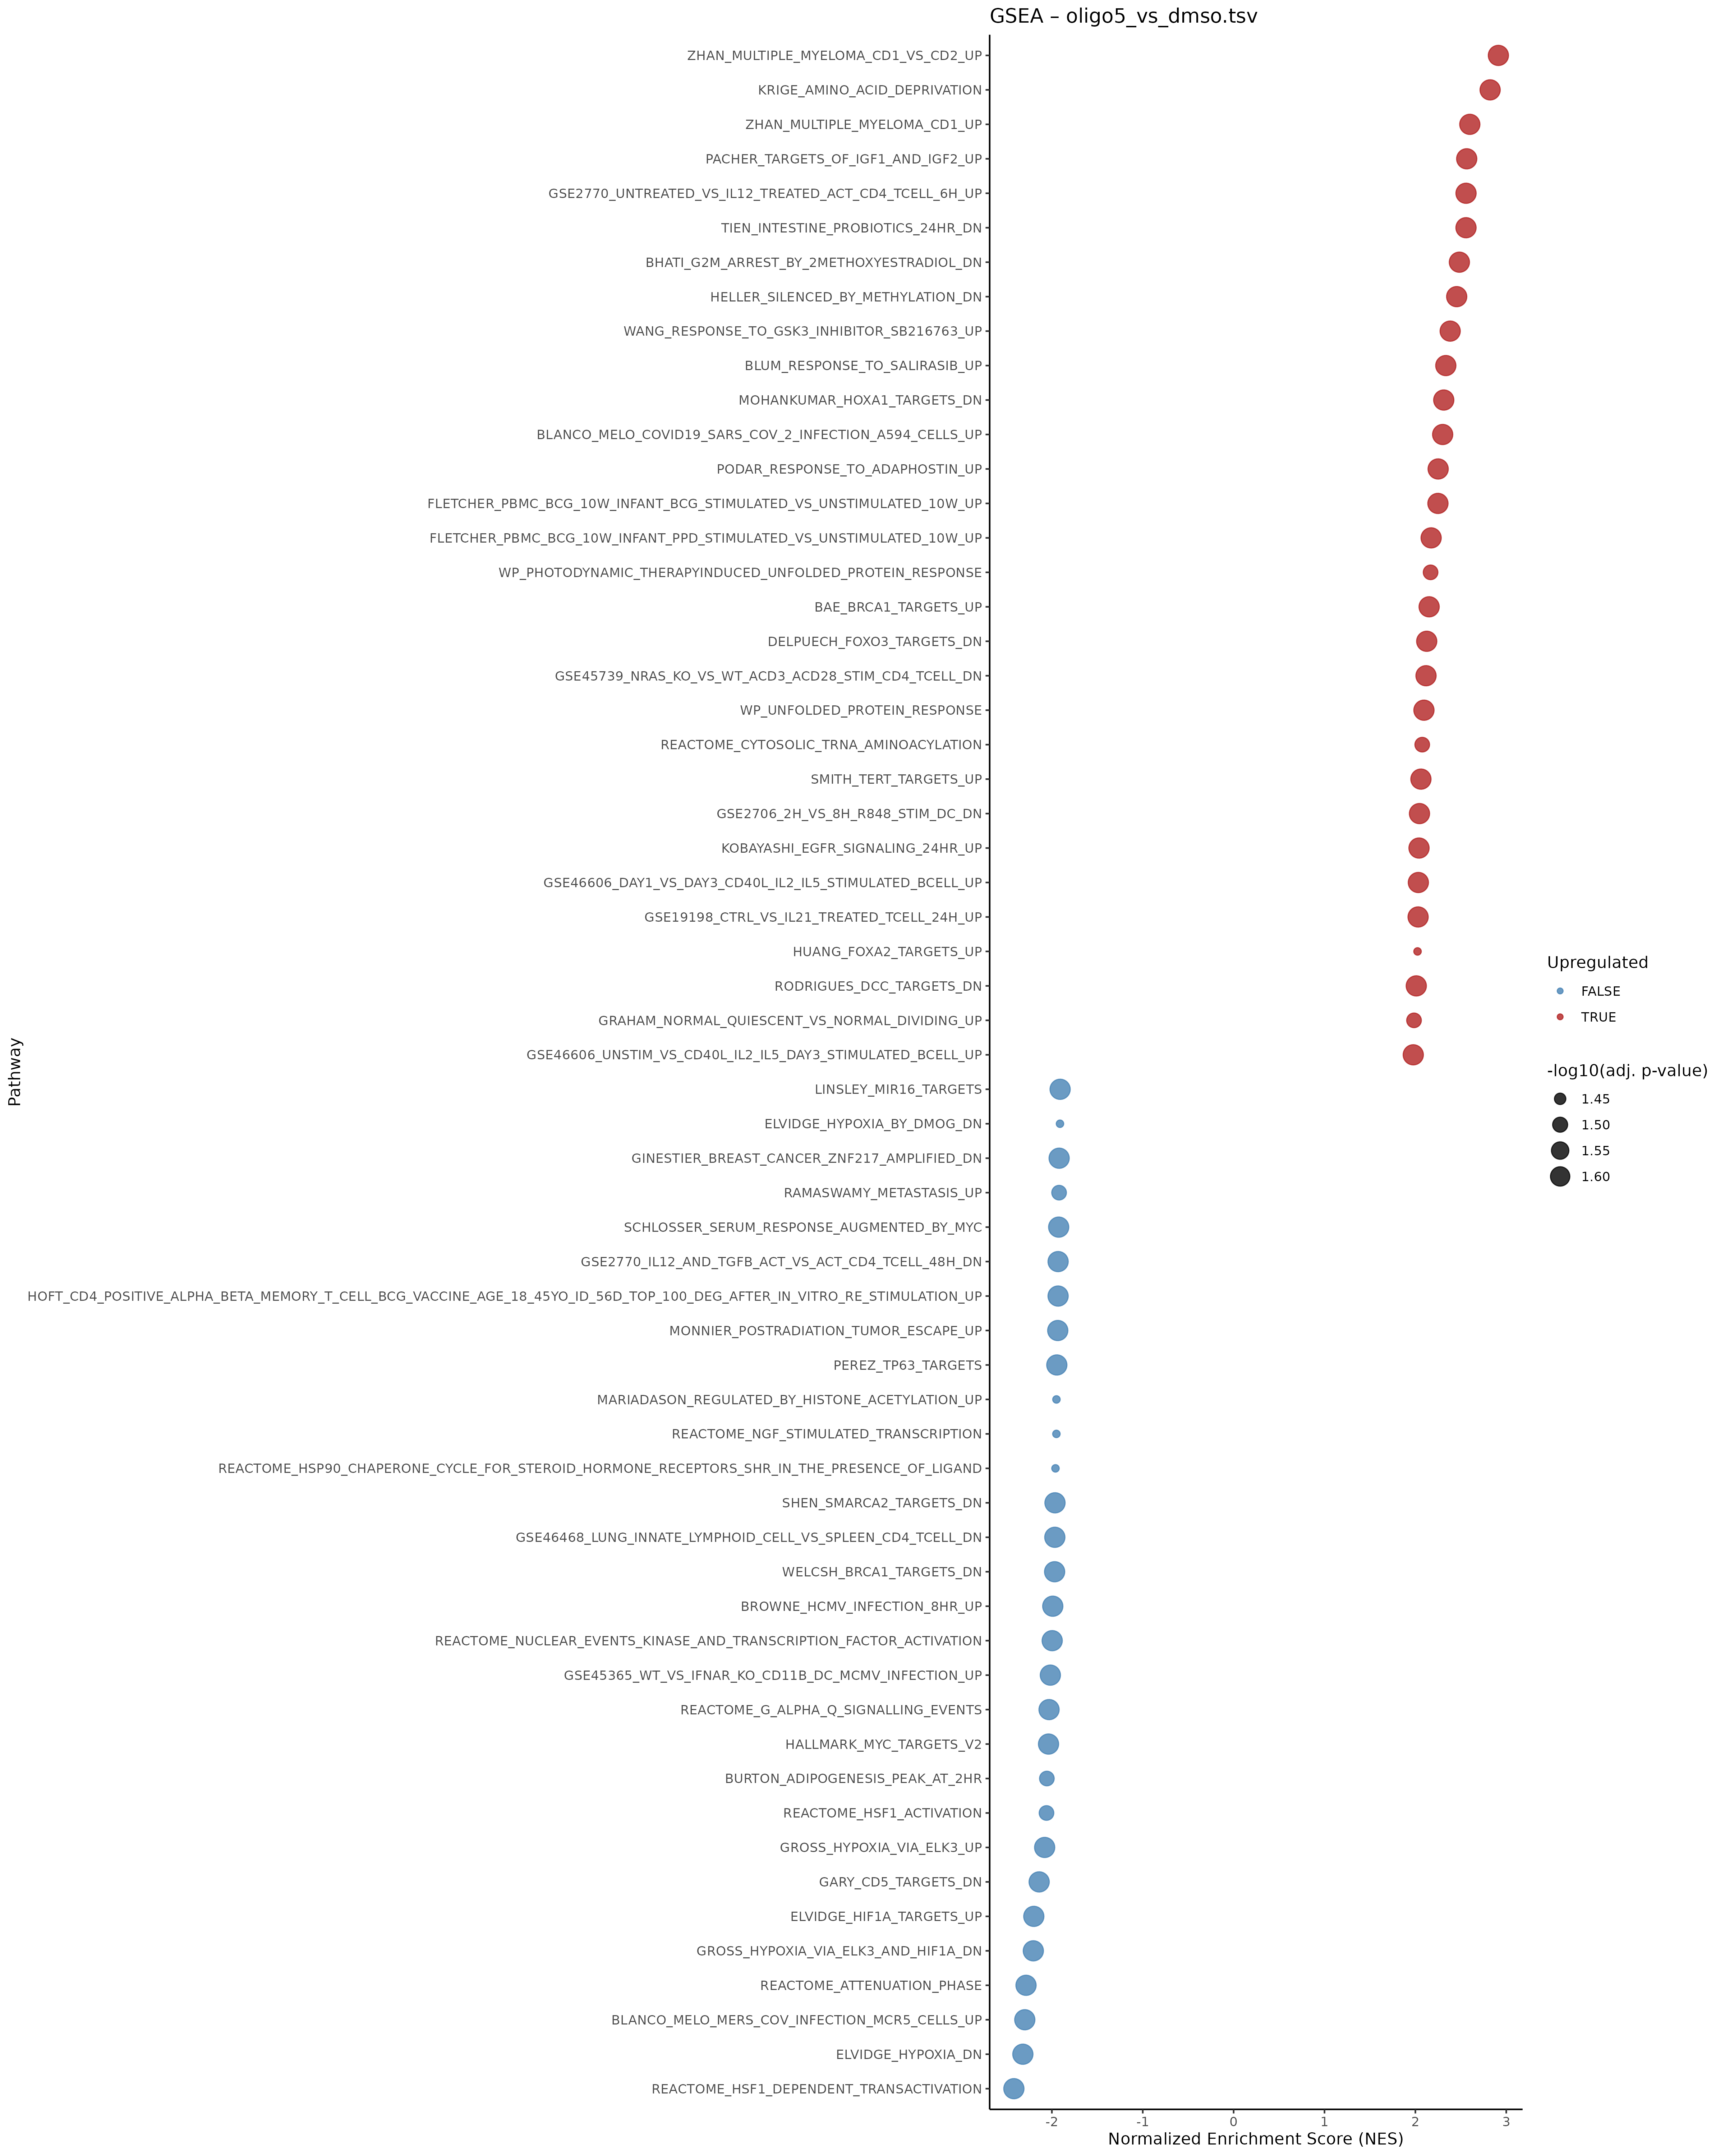 GSEA – oligo5_vs_dmso.tsv
ZHAN_MULTIPLE_MYELOMA_CD1_VS_CD2_UP
KRIGE_AMINO_ACID_DEPRIVATION
ZHAN_MULTIPLE_MYELOMA_CD1_UP
PACHER_TARGETS_OF_IGF1_AND_IGF2_UP
GSE2770_UNTREATED_VS_IL12_TREATED_ACT_CD4_TCELL_6H_UP
TIEN_INTESTINE_PROBIOTICS_24HR_DN
BHATI_G2M_ARREST_BY_2METHOXYESTRADIOL_DN
HELLER_SILENCED_BY_METHYLATION_DN
WANG_RESPONSE_TO_GSK3_INHIBITOR_SB216763_UP
BLUM_RESPONSE_TO_SALIRASIB_UP
MOHANKUMAR_HOXA1_TARGETS_DN
BLANCO_MELO_COVID19_SARS_COV_2_INFECTION_A594_CELLS_UP
PODAR_RESPONSE_TO_ADAPHOSTIN_UP
FLETCHER_PBMC_BCG_10W_INFANT_BCG_STIMULATED_VS_UNSTIMULATED_10W_UP
FLETCHER_PBMC_BCG_10W_INFANT_PPD_STIMULATED_VS_UNSTIMULATED_10W_UP
WP_PHOTODYNAMIC_THERAPYINDUCED_UNFOLDED_PROTEIN_RESPONSE
BAE_BRCA1_TARGETS_UP
DELPUECH_FOXO3_TARGETS_DN
GSE45739_NRAS_KO_VS_WT_ACD3_ACD28_STIM_CD4_TCELL_DN
WP_UNFOLDED_PROTEIN_RESPONSE
REACTOME_CYTOSOLIC_TRNA_AMINOACYLATION
SMITH_TERT_TARGETS_UP
GSE2706_2H_VS_8H_R848_STIM_DC_DN
KOBAYASHI_EGFR_SIGNALING_24HR_UP
GSE46606_DAY1_VS_DAY3_CD40L_IL2_IL5_STIMULATED_BCELL_UP
GSE19198_CTRL_VS_IL21_TREATED_TCELL_24H_UP
HUANG_FOXA2_TARGETS_UP
RODRIGUES_DCC_TARGETS_DN
GRAHAM_NORMAL_QUIESCENT_VS_NORMAL_DIVIDING_UP
GSE46606_UNSTIM_VS_CD40L_IL2_IL5_DAY3_STIMULATED_BCELL_UP
LINSLEY_MIR16_TARGETS
ELVIDGE_HYPOXIA_BY_DMOG_DN
GINESTIER_BREAST_CANCER_ZNF217_AMPLIFIED_DN
RAMASWAMY_METASTASIS_UP
SCHLOSSER_SERUM_RESPONSE_AUGMENTED_BY_MYC
GSE2770_IL12_AND_TGFB_ACT_VS_ACT_CD4_TCELL_48H_DN
HOFT_CD4_POSITIVE_ALPHA_BETA_MEMORY_T_CELL_BCG_VACCINE_AGE_18_45YO_ID_56D_TOP_100_DEG_AFTER_IN_VITRO_RE_STIMULATION_UP
MONNIER_POSTRADIATION_TUMOR_ESCAPE_UP
PEREZ_TP63_TARGETS
MARIADASON_REGULATED_BY_HISTONE_ACETYLATION_UP
REACTOME_NGF_STIMULATED_TRANSCRIPTION
REACTOME_HSP90_CHAPERONE_CYCLE_FOR_STEROID_HORMONE_RECEPTORS_SHR_IN_THE_PRESENCE_OF_LIGAND
SHEN_SMARCA2_TARGETS_DN
GSE46468_LUNG_INNATE_LYMPHOID_CELL_VS_SPLEEN_CD4_TCELL_DN
WELCSH_BRCA1_TARGETS_DN
BROWNE_HCMV_INFECTION_8HR_UP
REACTOME_NUCLEAR_EVENTS_KINASE_AND_TRANSCRIPTION_FACTOR_ACTIVATION
GSE45365_WT_VS_IFNAR_KO_CD11B_DC_MCMV_INFECTION_UP
REACTOME_G_ALPHA_Q_SIGNALLING_EVENTS
HALLMARK_MYC_TARGETS_V2
BURTON_ADIPOGENESIS_PEAK_AT_2HR
REACTOME_HSF1_ACTIVATION
GROSS_HYPOXIA_VIA_ELK3_UP
GARY_CD5_TARGETS_DN
ELVIDGE_HIF1A_TARGETS_UP
GROSS_HYPOXIA_VIA_ELK3_AND_HIF1A_DN
REACTOME_ATTENUATION_PHASE
BLANCO_MELO_MERS_COV_INFECTION_MCR5_CELLS_UP
ELVIDGE_HYPOXIA_DN
REACTOME_HSF1_DEPENDENT_TRANSACTIVATION
-2 -1 0 1 2 3
Normalized Enrichment Score (NES)
Pathway
Upregulated
FALSE
TRUE
-log10(adj. p-value)
1.45
1.50
1.55
1.60